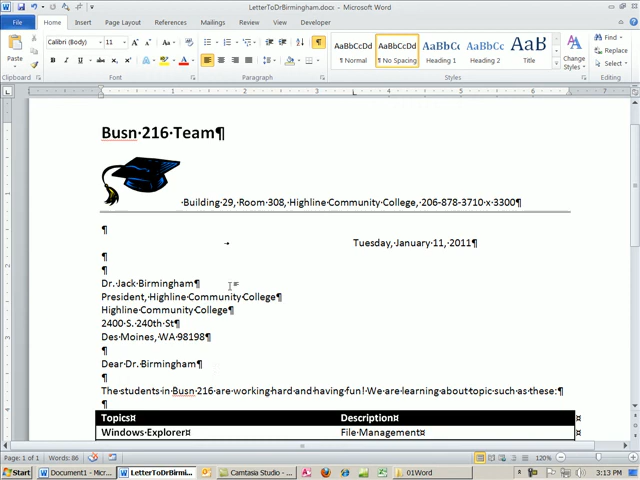 LetterToDrBirmingham.docx - Microsoft Word
File Home Insert Page Layout References Mailings Review View Developer
Paste
Calibri (Body) 11
AaBbCcDd AaBbCcDd AaBbCc AaBbCc AaB
¶ Normal ¶ No Spacing Heading 1 Heading 2 Title
Change Styles
Find
Replace
Select
Clipboard Font Paragraph Styles Editing
Busn·216·Team¶
·Building·29,·Room·308,·Highline·Community·College,·206-878-3710·x·3300¶
¶
→ Tuesday,·January·11,·2011¶
¶
¶
Dr.·Jack·Birmingham¶
President,·Highline·Community·College¶
Highline·Community·College¶
2400·S.·240th·St¶
Des·Moines,·WA·98198¶
¶
Dear·Dr.·Birmingham¶
¶
The·students·in·Busn·216·are·working·hard·and·having·fun!·We·are·learning·about·topic·such·as·these:¶
¶
Topics¤ Description¤ ¤
Windows·Explorer¤ File·Management¤ ¤
Page: 1 of 1 Words: 86 120%
Start Document1 - Micr... LetterToDrBirmi... Camtasia Studio - ... 01Word 3:13 PM